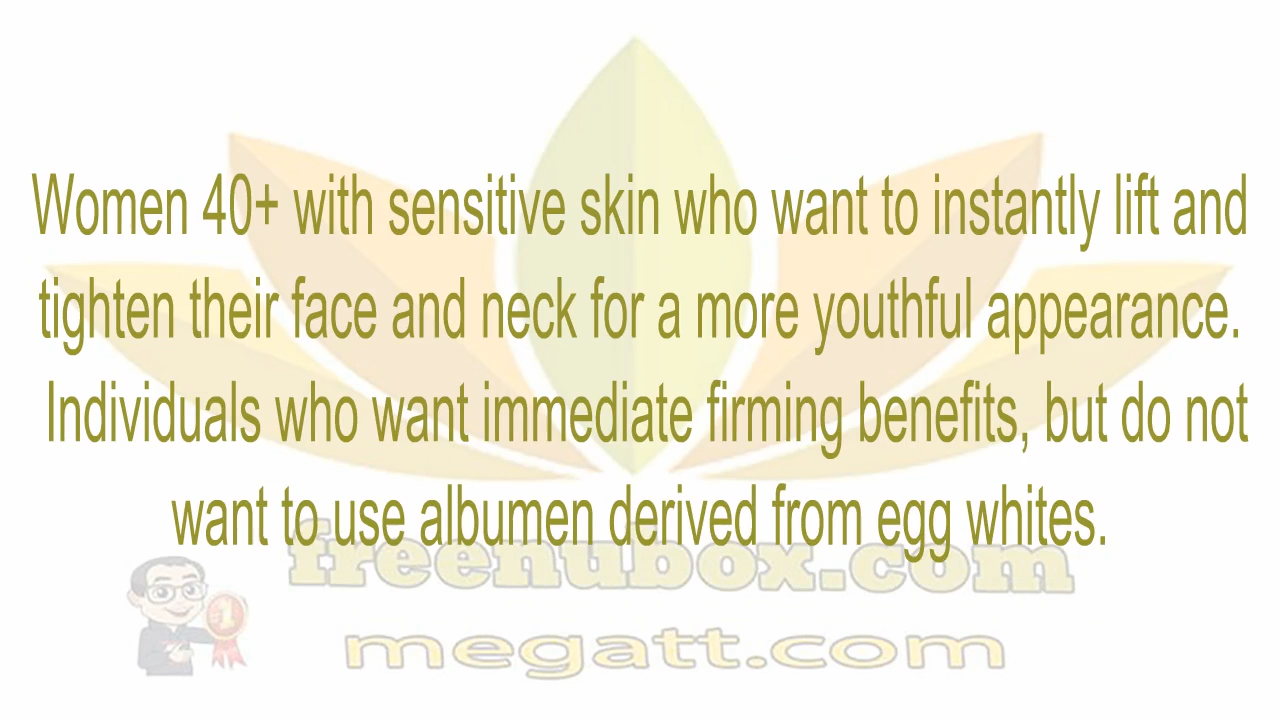 Women 40+ with sensitive skin who want to instantly lift and
tighten their face and neck for a more youthful appearance.
Individuals who want immediate firming benefits, but do not
want to use albumen derived from egg whites.
freenubox.com
1
megatt.com